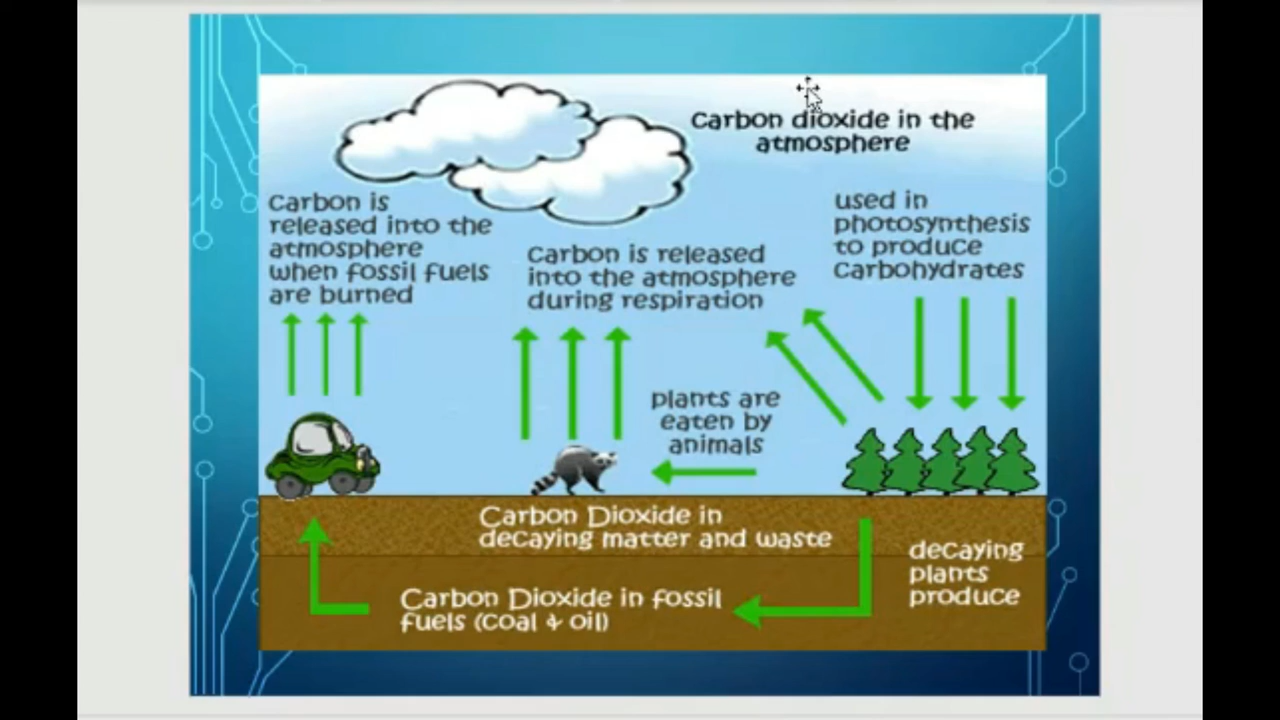 Carbon dioxide in the
atmosphere
Carbon is
released into the
atmosphere
when fossil fuels
are burned
Carbon is released
into the atmosphere
during respiration
used in
photosynthesis
to produce
Carbohydrates
plants are
eaten by
animals
Carbon Dioxide in
decaying matter and waste
decaying
plants
produce
Carbon Dioxide in fossil
fuels (coal & oil)